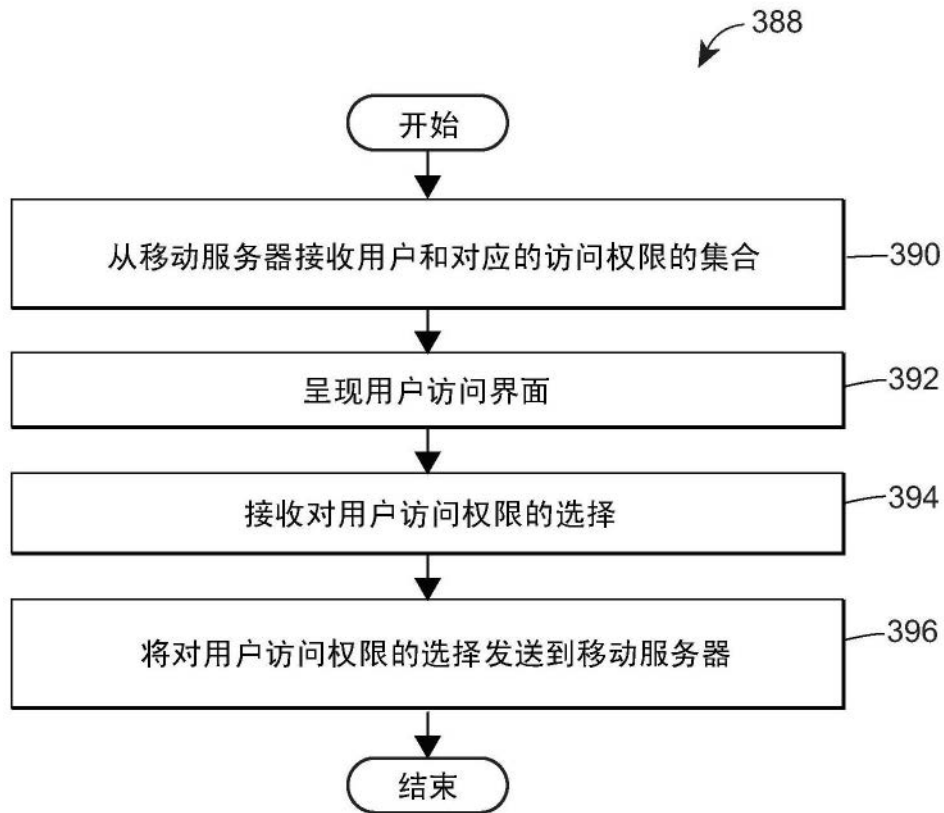 388
开始
从移动服务器接收用户和对应的访问权限的集合
390
呈现用户访问界面
392
接收对用户访问权限的选择
394
将对用户访问权限的选择发送到移动服务器
396
结束